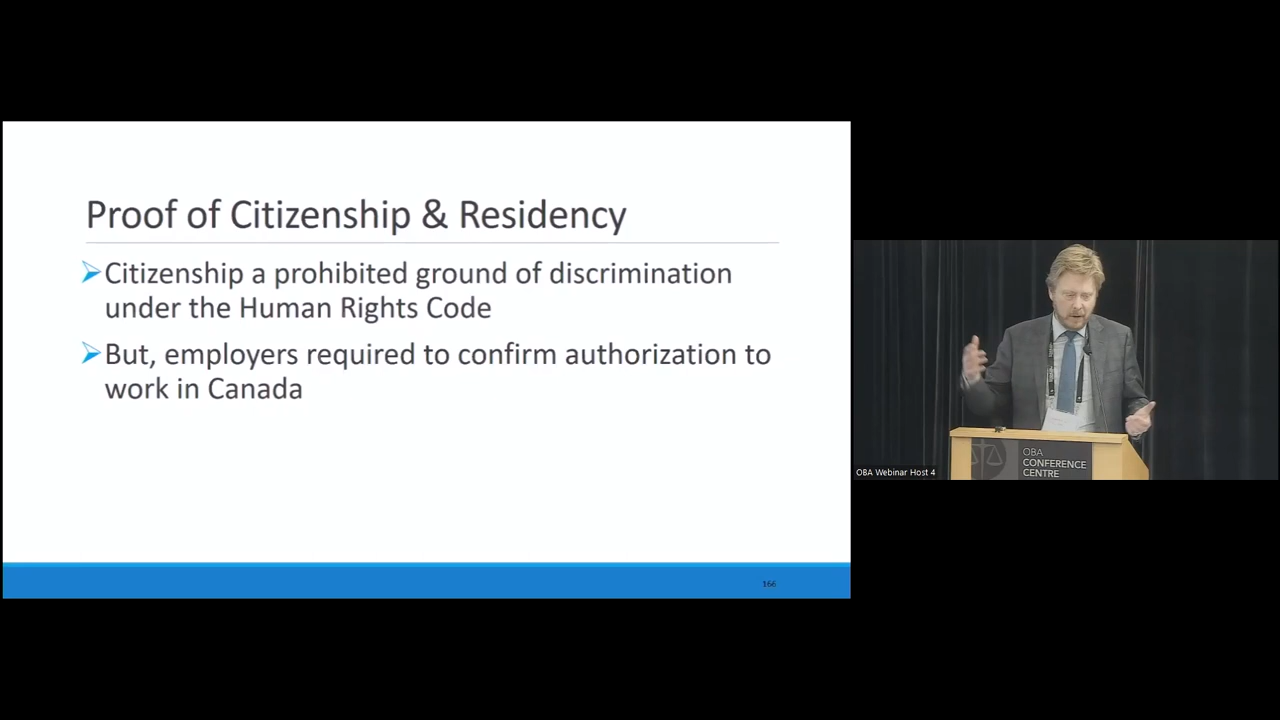 Proof of Citizenship & Residency
➢Citizenship a prohibited ground of discrimination
under the Human Rights Code
➢But, employers required to confirm authorization to
work in Canada
166
OBA Webinar Host 4
OBA
CONFERENCE
CENTRE